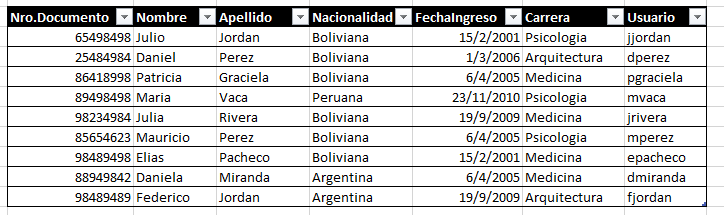 Nro.Documento Nombre Apellido Nacionalidad FechaIngreso Carrera Usuario
65498498 Julio Jordan Boliviana 15/2/2001 Psicologia jjordan
25484984 Daniel Perez Boliviana 1/3/2006 Arquitectura dperez
86418998 Patricia Graciela Boliviana 6/4/2005 Medicina pgraciela
89498498 Maria Vaca Peruana 23/11/2010 Psicologia mvaca
98234984 Julia Rivera Boliviana 19/9/2009 Medicina jrivera
85654623 Mauricio Perez Boliviana 6/4/2005 Psicologia mperez
98489498 Elias Pacheco Boliviana 15/2/2001 Medicina epacheco
88949842 Daniela Miranda Argentina 6/4/2005 Medicina dmiranda
98489489 Federico Jordan Argentina 19/9/2009 Arquitectura fjordan